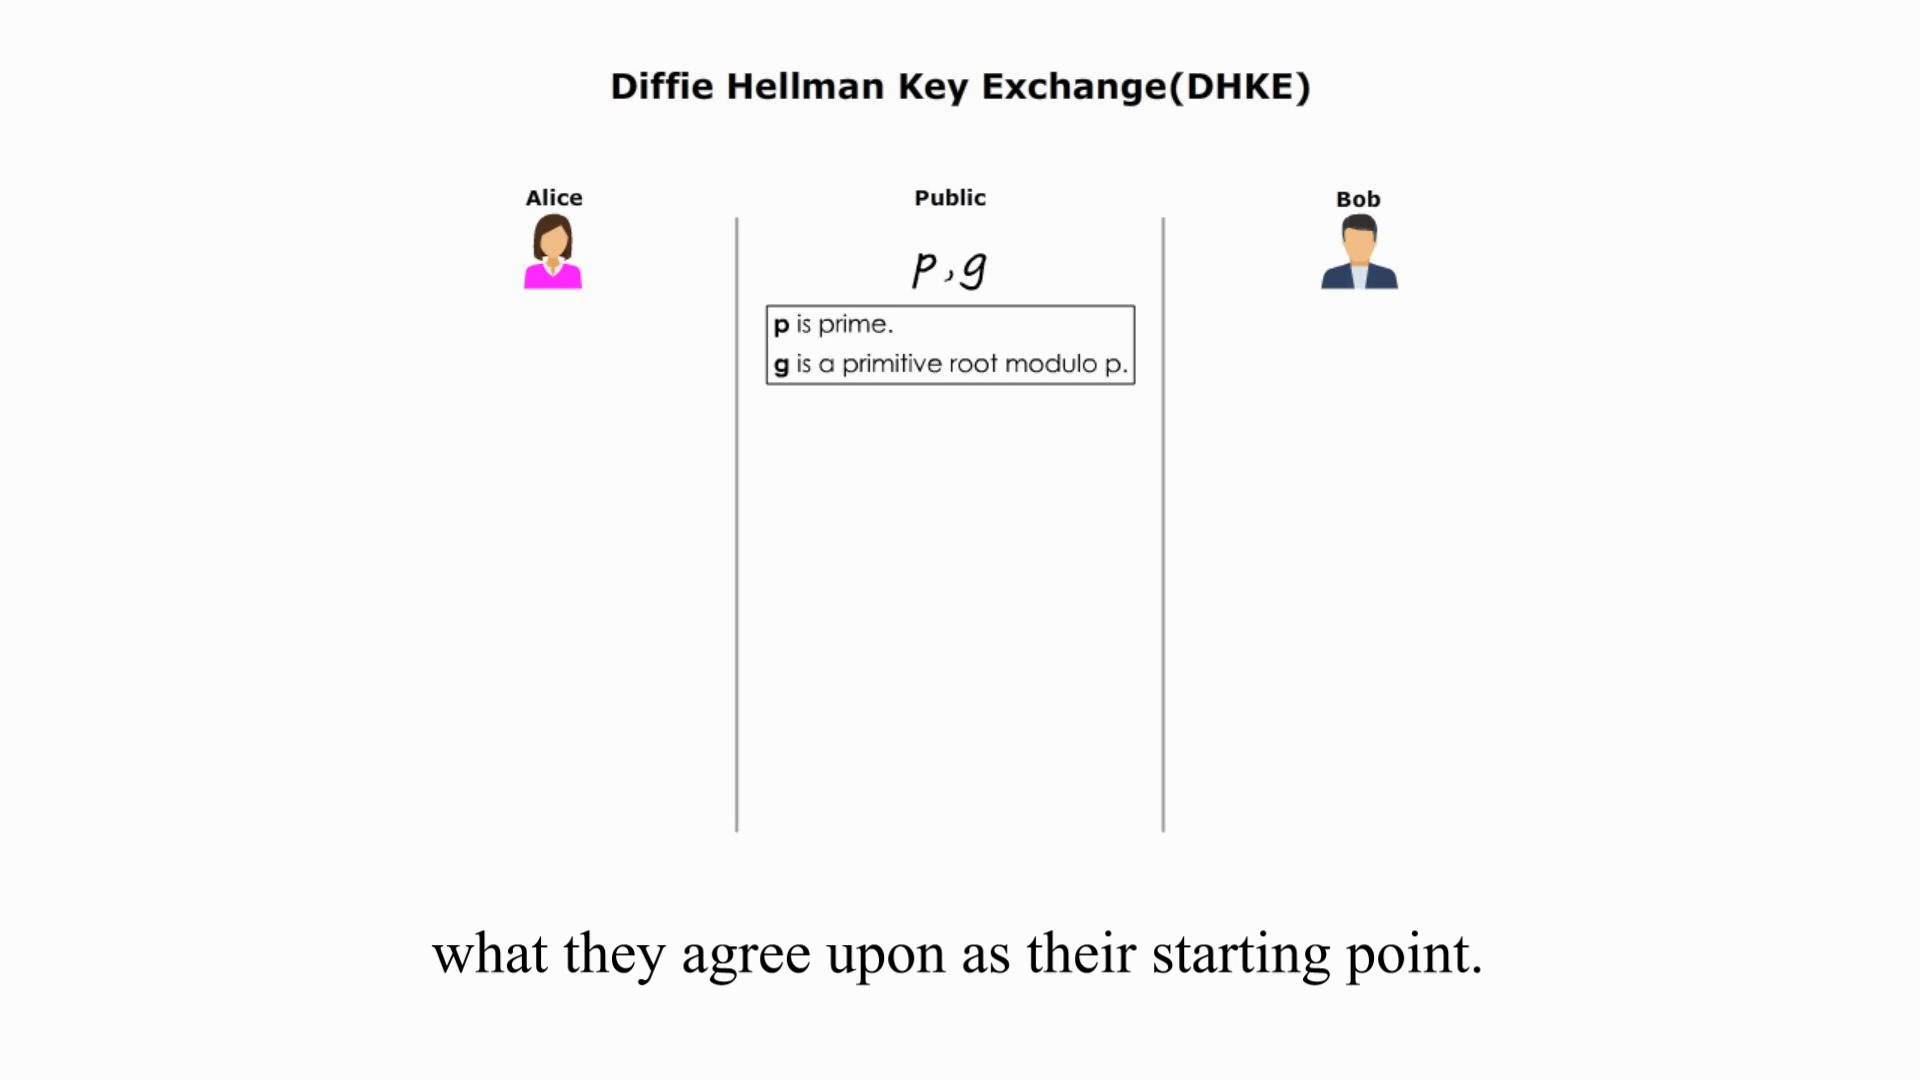 Diffie Hellman Key Exchange(DHKE)
Alice
Public
Bob
p,g
p is prime.
g is a primitive root modulo p.
what they agree upon as their starting point.